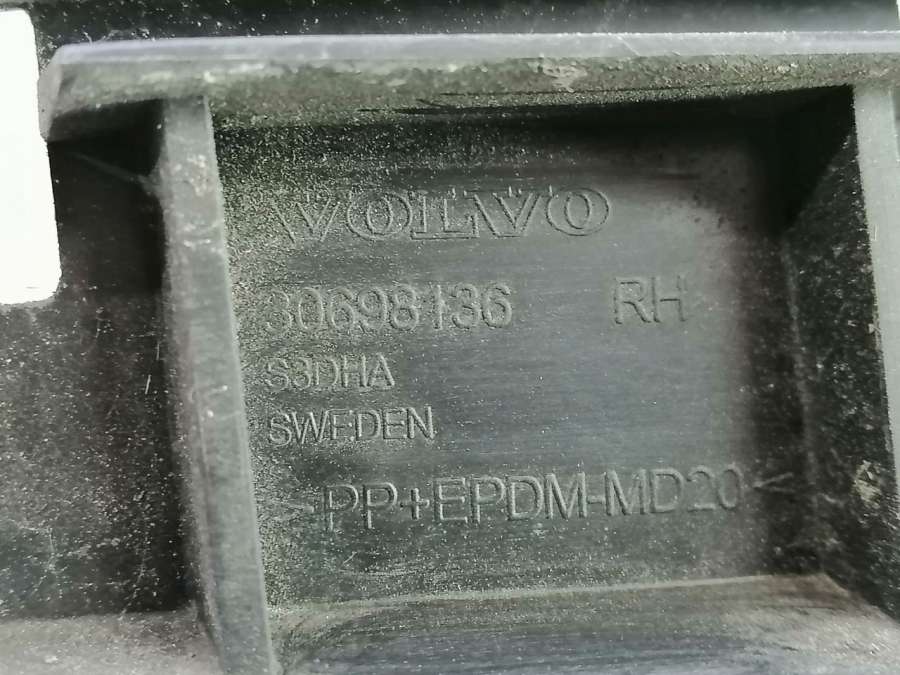 VOLVO
30698136 RH
S3DHA
SWEDEN
>PP+EPDM-MD20<